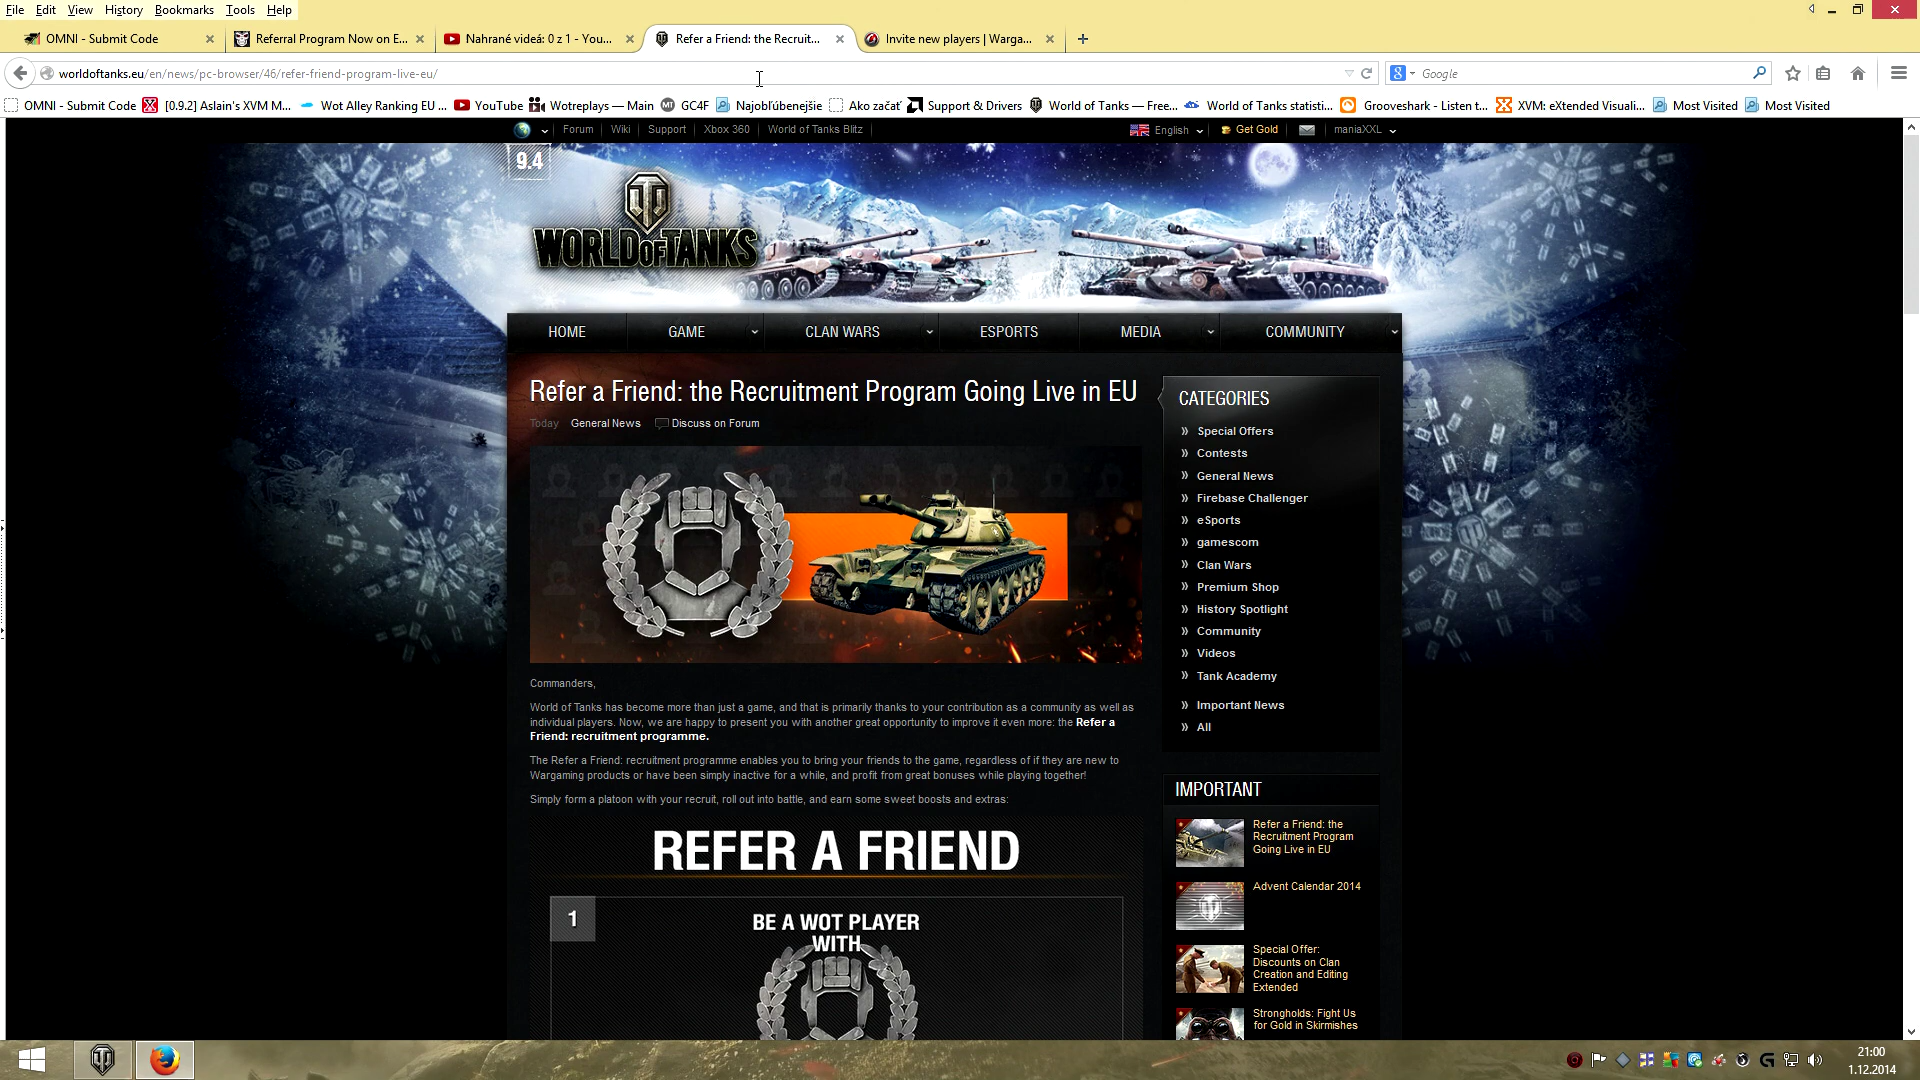 File Edit View History Bookmarks Tools Help
OMNI - Submit Code
Referral Program Now on E...
Nahrané videá: 0 z 1 - You...
Refer a Friend: the Recruit...
Invite new players | Warga...
worldoftanks.eu/en/news/pc-browser/46/refer-friend-program-live-eu/
Google
OMNI - Submit Code [0.9.2] Aslain's XVM M... Wot Alley Ranking EU ... YouTube Wotreplays — Main GC4F Najobľúbenejšie Ako začať Support & Drivers World of Tanks — Free... World of Tanks statisti... Grooveshark - Listen t... XVM: eXtended Visuali... Most Visited Most Visited
Forum Wiki Support Xbox 360 World of Tanks Blitz English Get Gold maniaXXL
9.4
WORLD OF TANKS
HOME GAME CLAN WARS ESPORTS MEDIA COMMUNITY
Refer a Friend: the Recruitment Program Going Live in EU
Today General News Discuss on Forum
Commanders,
World of Tanks has become more than just a game, and that is primarily thanks to your contribution as a community as well as
individual players. Now, we are happy to present you with another great opportunity to improve it even more: the Refer a
Friend: recruitment programme.
The Refer a Friend: recruitment programme enables you to bring your friends to the game, regardless of if they are new to
Wargaming products or have been simply inactive for a while, and profit from great bonuses while playing together!
Simply form a platoon with your recruit, roll out into battle, and earn some sweet boosts and extras:
REFER A FRIEND
1
BE A WOT PLAYER
WITH
CATEGORIES
Special Offers
Contests
General News
Firebase Challenger
eSports
gamescom
Clan Wars
Premium Shop
History Spotlight
Community
Videos
Tank Academy
Important News
All
IMPORTANT
Refer a Friend: the
Recruitment Program
Going Live in EU
Advent Calendar 2014
Special Offer:
Discounts on Clan
Creation and Editing
Extended
Strongholds: Fight Us
for Gold in Skirmishes
21:00
1.12.2014